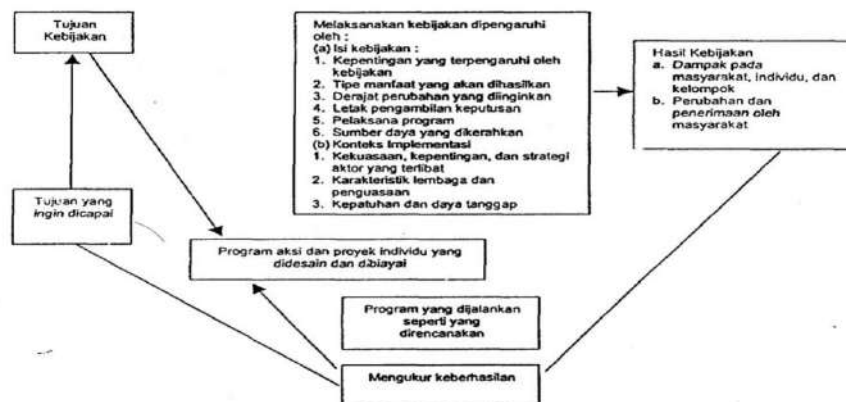 Tujuan
Kebijakan
Melaksanakan kebijakan dipengaruhi
oleh :
(a) Isi kebijakan :
1. Kepentingan yang terpengaruhi oleh
kebijakan
2. Tipe manfaat yang akan dihasilkan
3. Derajat perubahan yang diinginkan
4. Letak pengambilan keputusan
5. Pelaksana program
6. Sumber daya yang dikerahkan
(b) Konteks Implementasi
1. Kekuasaan, kepentingan, dan strategi
aktor yang terlibat
2. Karakteristik lembaga dan
penguasaan
3. Kepatuhan dan daya tanggap
Hasil Kebijakan
a. Dampak pada
masyarakat, individu, dan
kelompok
b. Perubahan dan
penerimaan oleh
masyarakat
Tujuan yang
ingin dicapai
Program aksi dan proyek individu yang
didesain dan dibiayai
Program yang dijalankan
seperti yang
direncanakan
Mengukur keberhasilan